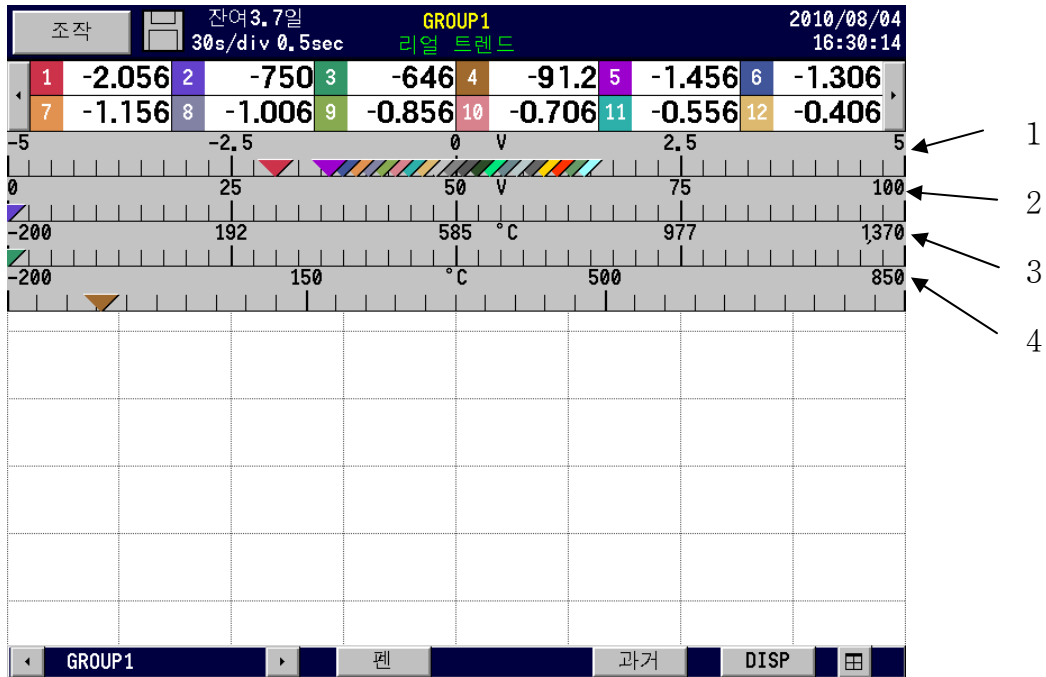 조작 잔여3.7일 GROUP1 2010/08/04
30s/div 0.5sec 리얼 트렌드 16:30:14
1 -2.056 2 -750 3 -646 4 -91.2 5 -1.456 6 -1.306
7 -1.156 8 -1.006 9 -0.856 10 -0.706 11 -0.556 12 -0.406
-5 -2.5 0 V 2.5 5 1
0 25 50 V 75 100 2
-200 192 585 °C 977 1,370 3
-200 150 °C 500 850 4
GROUP1 펜 과거 DISP